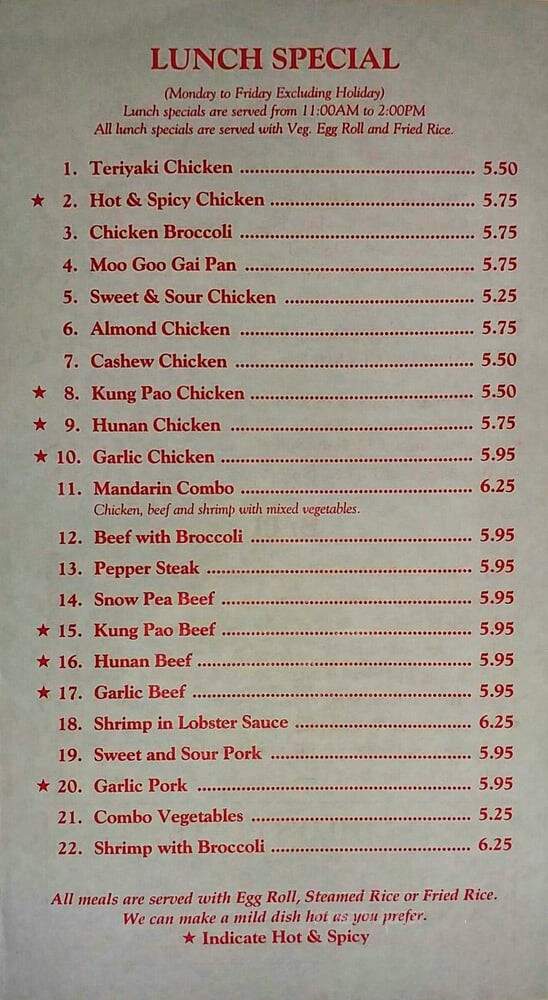 LUNCH SPECIAL
(Monday to Friday Excluding Holiday)
Lunch specials are served from 11:00AM to 2:00PM
All lunch specials are served with Veg. Egg Roll and Fried Rice.
1. Teriyaki Chicken ........................................ 5.50
★ 2. Hot & Spicy Chicken ........................................ 5.75
3. Chicken Broccoli ........................................ 5.75
4. Moo Goo Gai Pan ........................................ 5.75
5. Sweet & Sour Chicken ........................................ 5.25
6. Almond Chicken ........................................ 5.75
7. Cashew Chicken ........................................ 5.50
★ 8. Kung Pao Chicken ........................................ 5.50
★ 9. Hunan Chicken ........................................ 5.75
★ 10. Garlic Chicken ........................................ 5.95
11. Mandarin Combo ........................................ 6.25
Chicken, beef and shrimp with mixed vegetables.
12. Beef with Broccoli ........................................ 5.95
13. Pepper Steak ........................................ 5.95
14. Snow Pea Beef ........................................ 5.95
★ 15. Kung Pao Beef ........................................ 5.95
★ 16. Hunan Beef ........................................ 5.95
★ 17. Garlic Beef ........................................ 5.95
18. Shrimp in Lobster Sauce ........................................ 6.25
19. Sweet and Sour Pork ........................................ 5.95
★ 20. Garlic Pork ........................................ 5.95
21. Combo Vegetables ........................................ 5.25
22. Shrimp with Broccoli ........................................ 6.25
All meals are served with Egg Roll, Steamed Rice or Fried Rice.
We can make a mild dish hot as you prefer.
★ Indicate Hot & Spicy